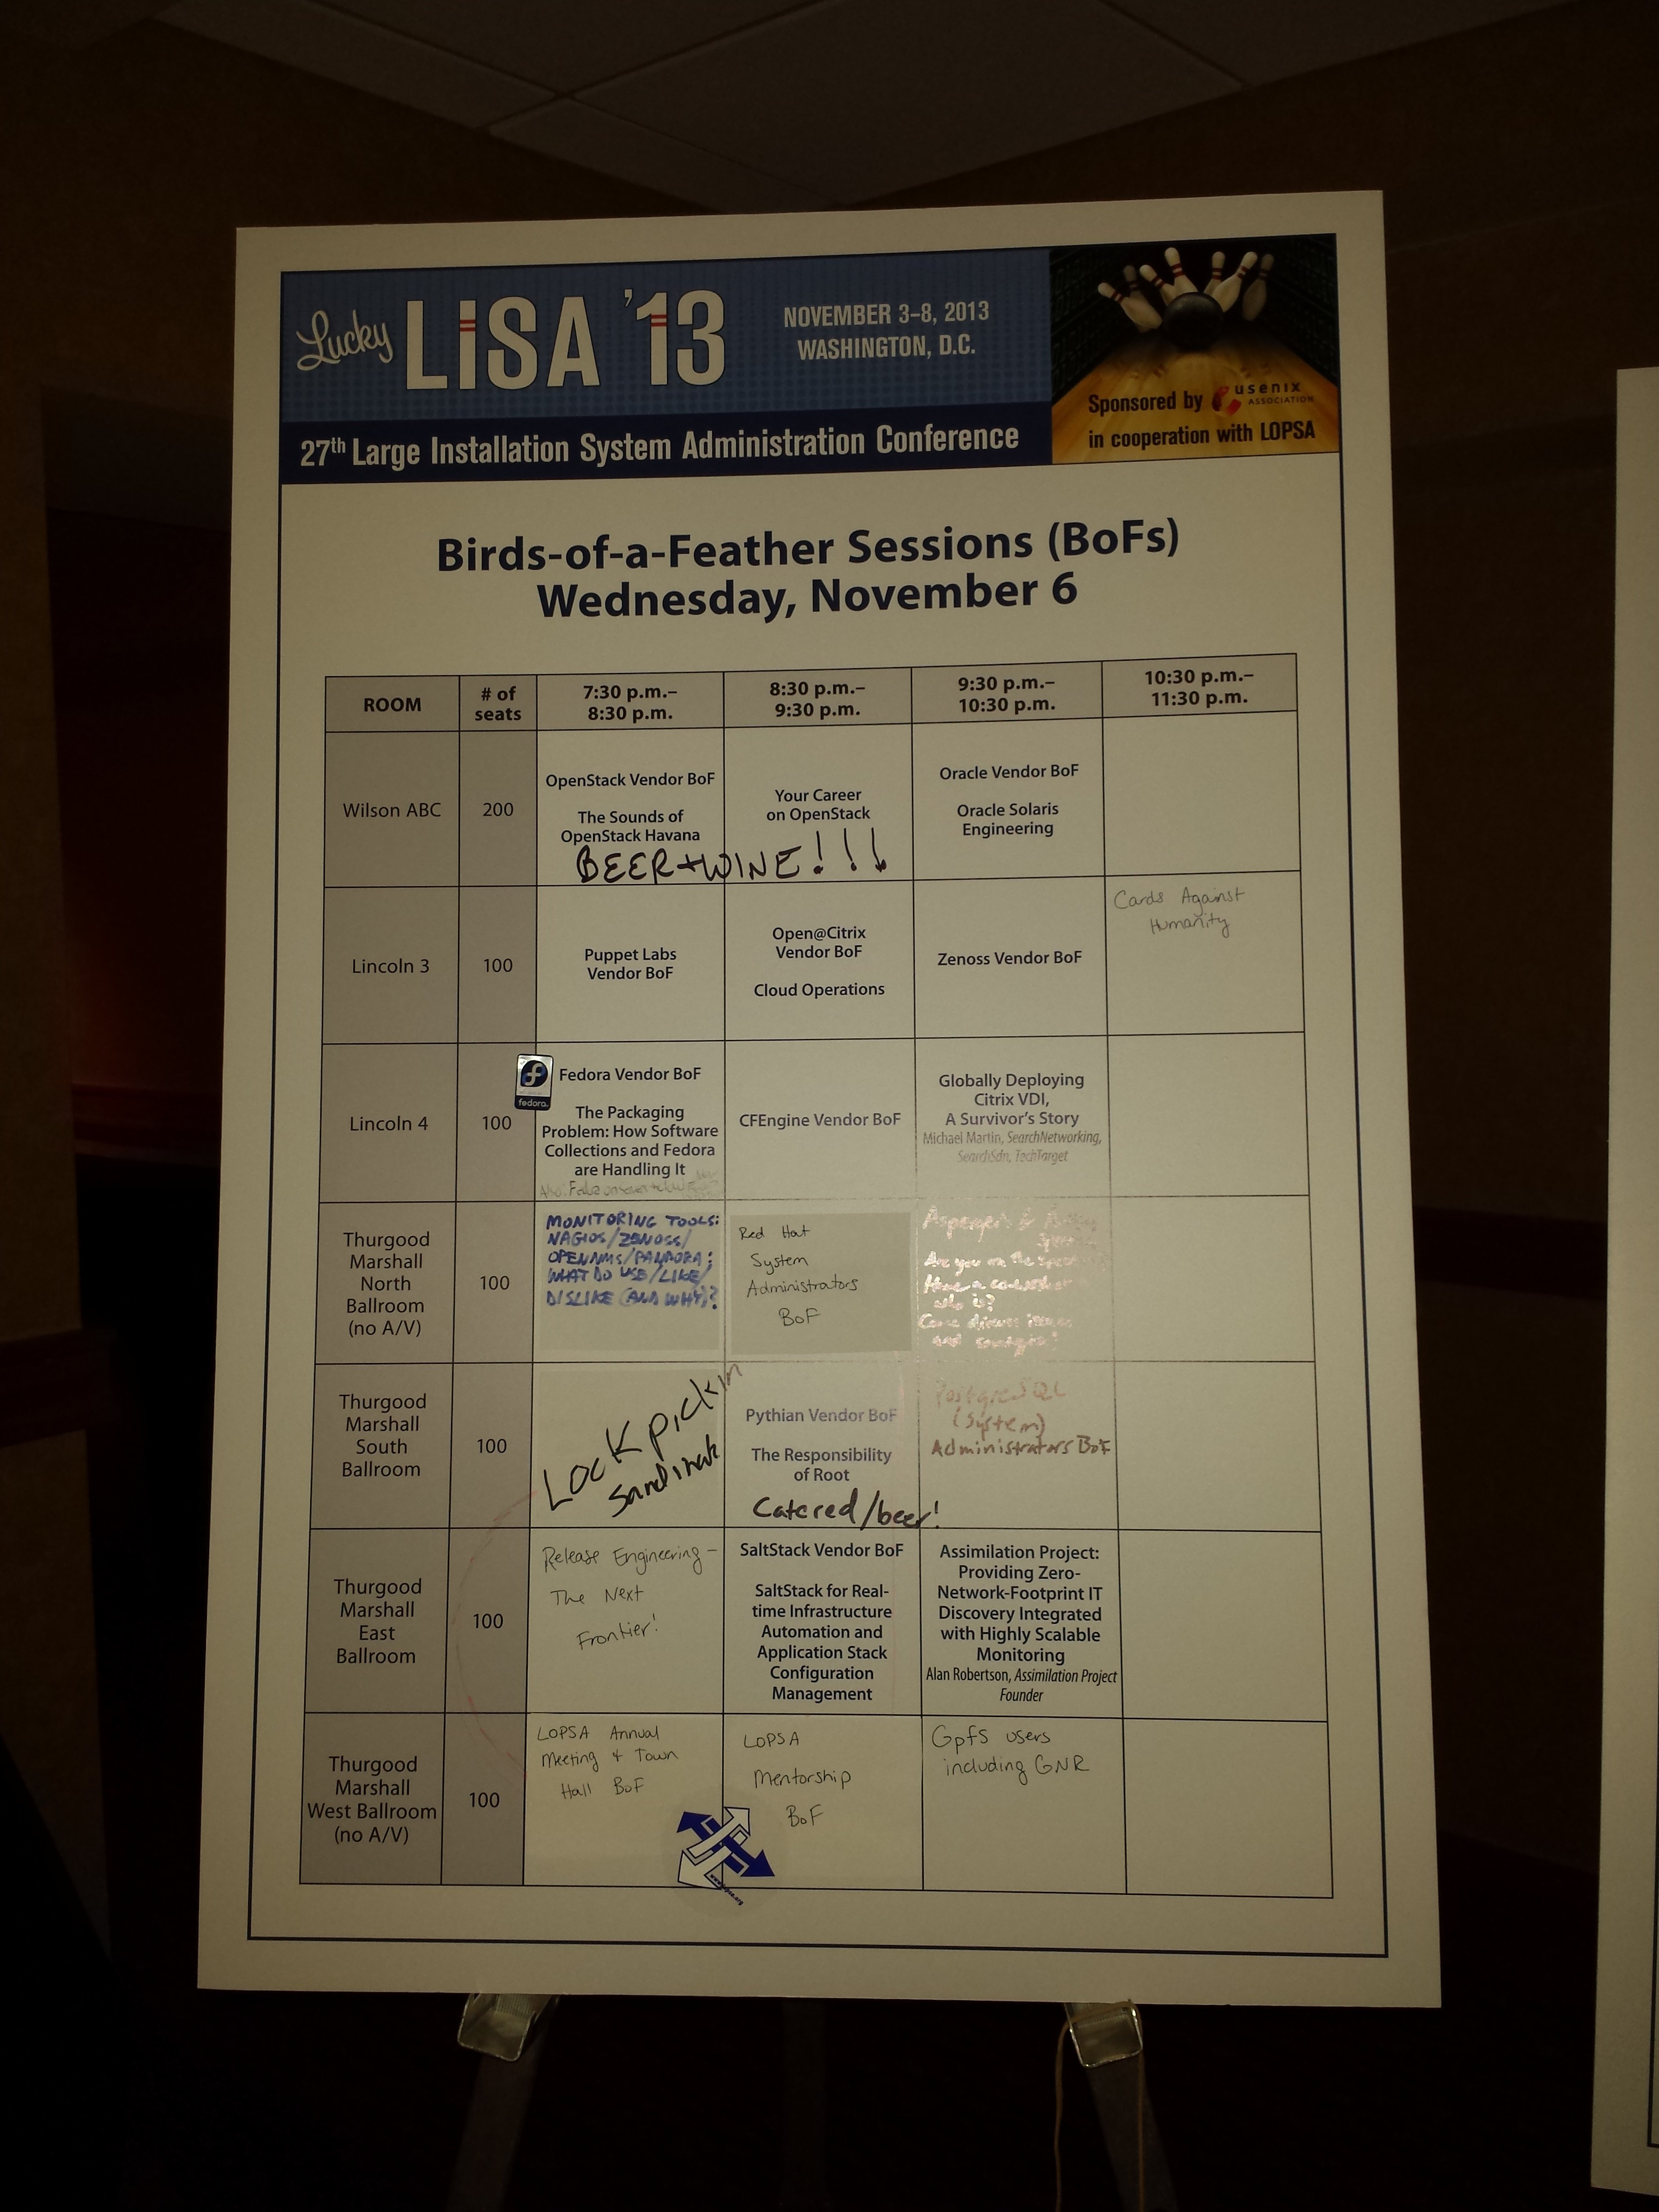 Lucky LiSA '13
NOVEMBER 3–8, 2013
WASHINGTON, D.C.
Sponsored by usenix
ASSOCIATION
in cooperation with LOPSA
27th Large Installation System Administration Conference
Birds-of-a-Feather Sessions (BoFs)
Wednesday, November 6
ROOM
# of
seats
7:30 p.m.–
8:30 p.m.
8:30 p.m.–
9:30 p.m.
9:30 p.m.–
10:30 p.m.
10:30 p.m.–
11:30 p.m.
Wilson ABC
200
OpenStack Vendor BoF
The Sounds of
OpenStack Havana
Your Career
on OpenStack
BEER+WINE!!!
Oracle Vendor BoF
Oracle Solaris
Engineering
Lincoln 3
100
Puppet Labs
Vendor BoF
Open@Citrix
Vendor BoF
Cloud Operations
Zenoss Vendor BoF
Cards Against
Humanity
Lincoln 4
100
fedora
Fedora Vendor BoF
The Packaging
Problem: How Software
Collections and Fedora
are Handling It
Also:
CFEngine Vendor BoF
Globally Deploying
Citrix VDI,
A Survivor's Story
Michael Martin, SearchNetworking,
SearchSdn, TechTarget
Thurgood
Marshall
North
Ballroom
(no A/V)
100
MONITORING TOOLS:
NAGIOS/ZENOSS/
OPENNMS/PANDORA:
WHAT DO USE/LIKE/
DISLIKE (AND WHY)?
Red Hat
System
Administrators
BoF
Asperger's &
Are you on the
Have a co-worker
who is?
Come discuss issues
and
Thurgood
Marshall
South
Ballroom
100
Lockpickin
Pythian Vendor BoF
The Responsibility
of Root
Catered/beer!
PostgreSQL
(System)
Administrators BoF
Thurgood
Marshall
East
Ballroom
100
Release Engineering –
The Next
Frontier!
SaltStack Vendor BoF
SaltStack for Real-
time Infrastructure
Automation and
Application Stack
Configuration
Management
Assimilation Project:
Providing Zero-
Network-Footprint IT
Discovery Integrated
with Highly Scalable
Monitoring
Alan Robertson, Assimilation Project
Founder
Thurgood
Marshall
West Ballroom
(no A/V)
100
LOPSA Annual
Meeting & Town
Hall BoF
LOPSA
Mentorship
BoF
Gpfs users
including GNR